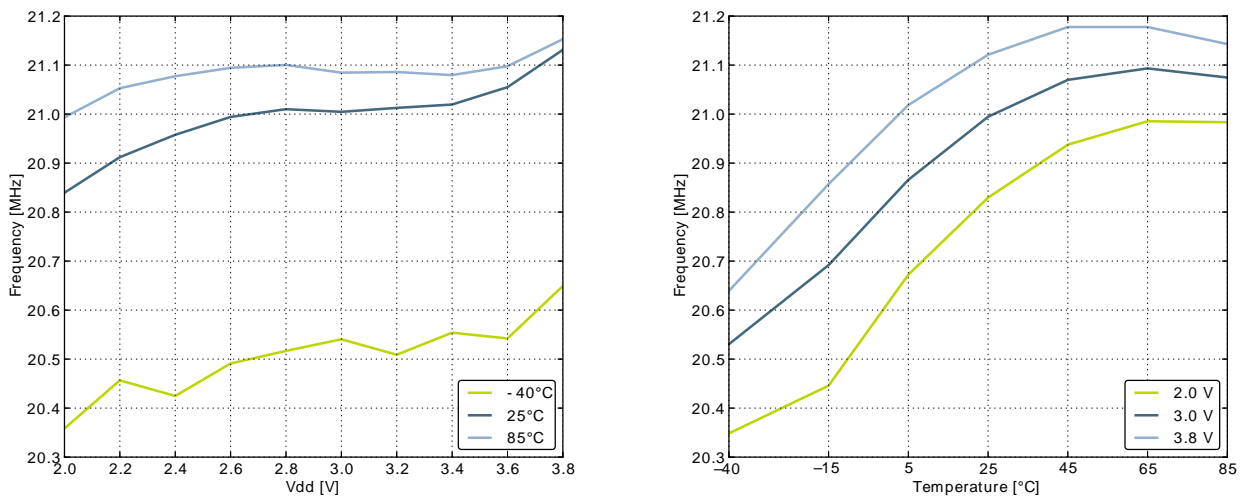 21.2
21.1
21.0
20.9
20.8
20.7
20.6
20.5
20.4
20.3
Frequency [MHz]
2.0 2.2 2.4 2.6 2.8 3.0 3.2 3.4 3.6 3.8
Vdd [V]
- 40°C
25°C
85°C
21.2
21.1
21.0
20.9
20.8
20.7
20.6
20.5
20.4
20.3
Frequency [MHz]
–40 –15 5 25 45 65 85
Temperature [°C]
2.0 V
3.0 V
3.8 V